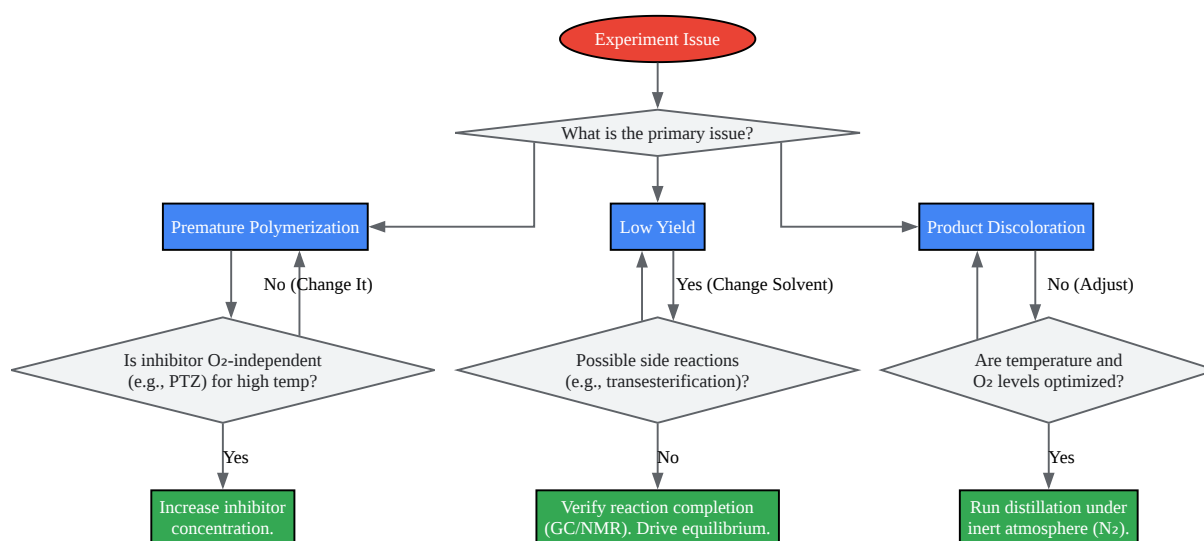 Experiment Issue
What is the primary issue?
Premature Polymerization
Low Yield
Product Discoloration
No (Change It)
Yes (Change Solvent)
No (Adjust)
Is inhibitor O₂-independent
(e.g., PTZ) for high temp?
Possible side reactions
(e.g., transesterification)?
Are temperature and
O₂ levels optimized?
Yes
No
Yes
Increase inhibitor
concentration.
Verify reaction completion
(GC/NMR). Drive equilibrium.
Run distillation under
inert atmosphere (N₂).